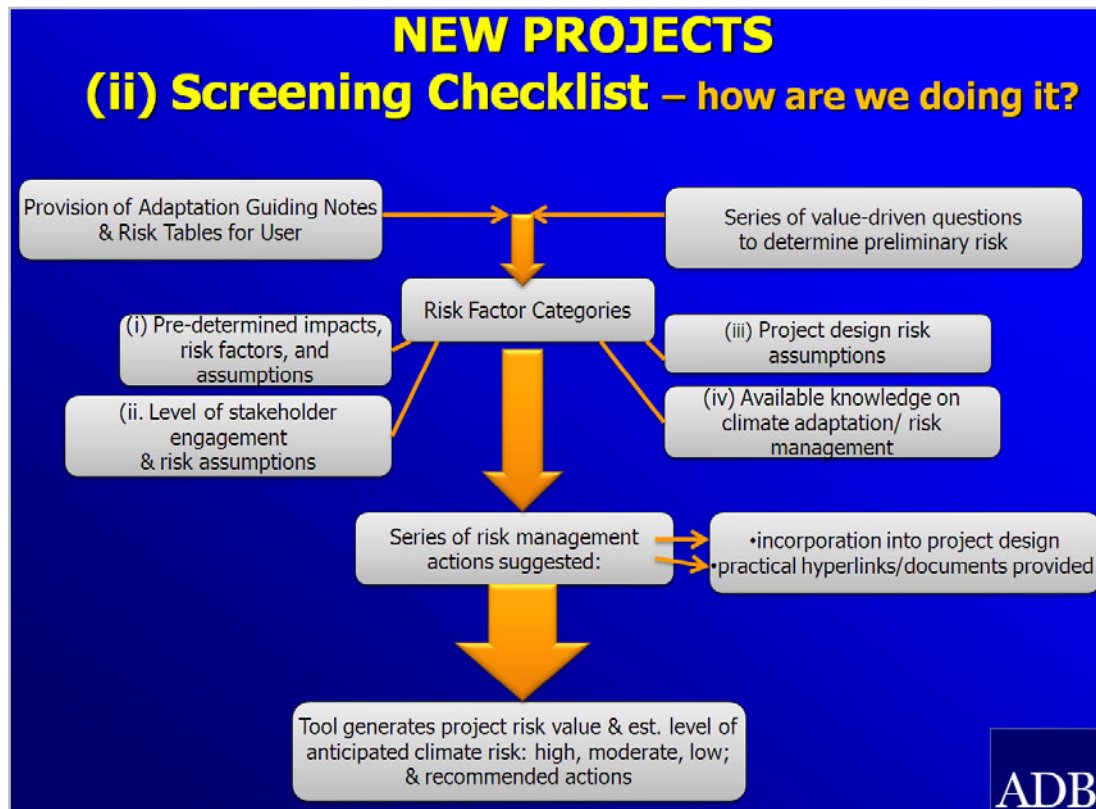 NEW PROJECTS
(ii) Screening Checklist – how are we doing it?
Provision of Adaptation Guiding Notes
& Risk Tables for User
Series of value-driven questions
to determine preliminary risk
Risk Factor Categories
(i) Pre-determined impacts,
risk factors, and
assumptions
(ii. Level of stakeholder
engagement
& risk assumptions
(iii) Project design risk
assumptions
(iv) Available knowledge on
climate adaptation/ risk
management
Series of risk management
actions suggested:
•incorporation into project design
•practical hyperlinks/documents provided
Tool generates project risk value & est. level of
anticipated climate risk: high, moderate, low;
& recommended actions
ADB